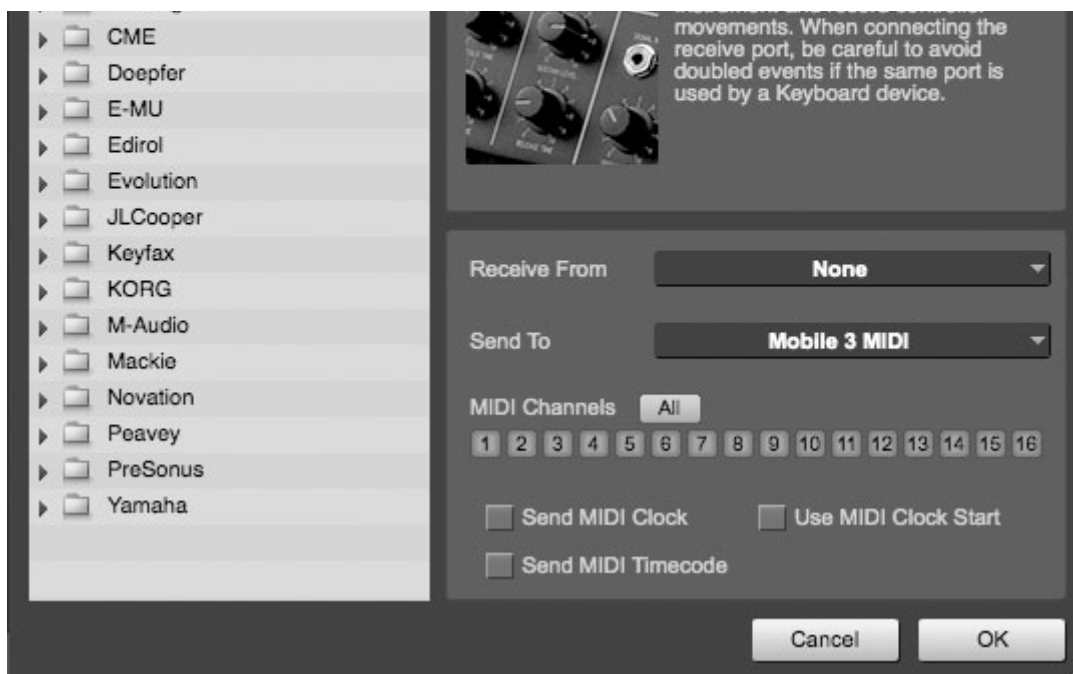 CME
Doepfer
E-MU
Edirol
Evolution
JLCooper
Keyfax
KORG
M-Audio
Mackie
Novation
Peavey
PreSonus
Yamaha
movements. When connecting the
receive port, be careful to avoid
doubled events if the same port is
used by a Keyboard device.
RELEASE TIME
Receive From None
Send To Mobile 3 MIDI
MIDI Channels All
1 2 3 4 5 6 7 8 9 10 11 12 13 14 15 16
Send MIDI Clock Use MIDI Clock Start
Send MIDI Timecode
Cancel OK